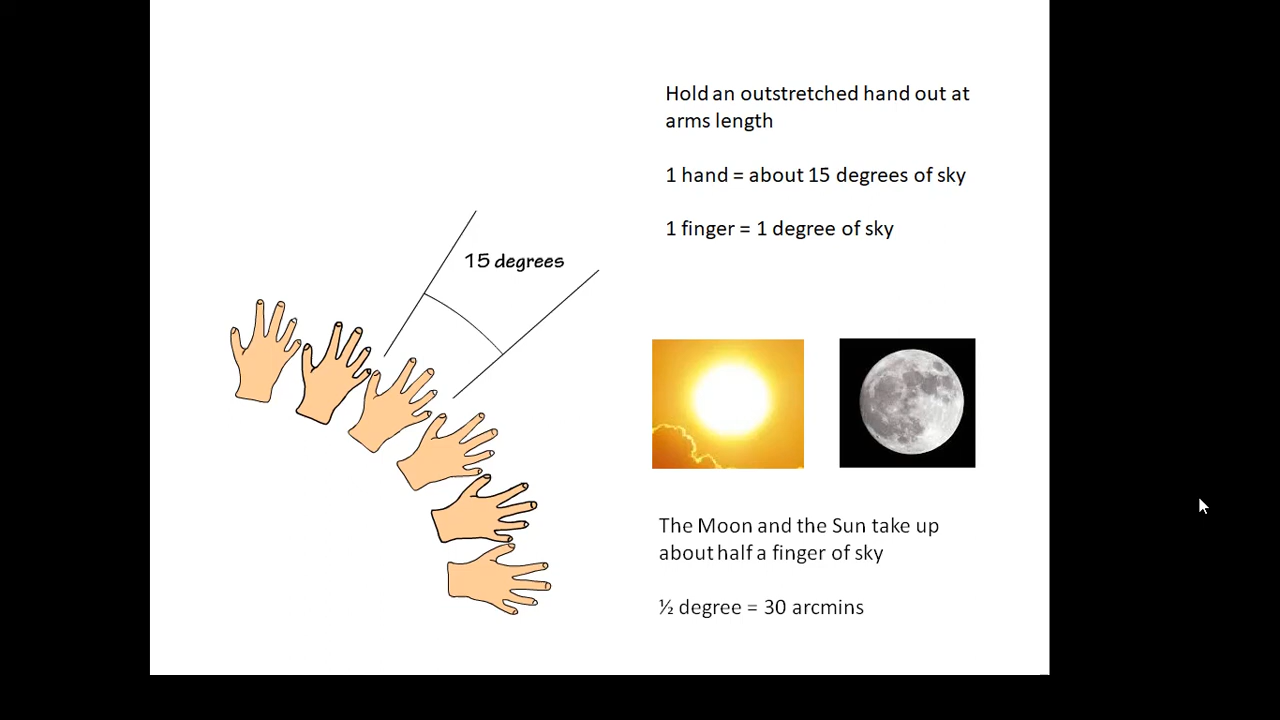 Hold an outstretched hand out at
arms length
1 hand = about 15 degrees of sky
1 finger = 1 degree of sky
15 degrees
The Moon and the Sun take up
about half a finger of sky
½ degree = 30 arcmins